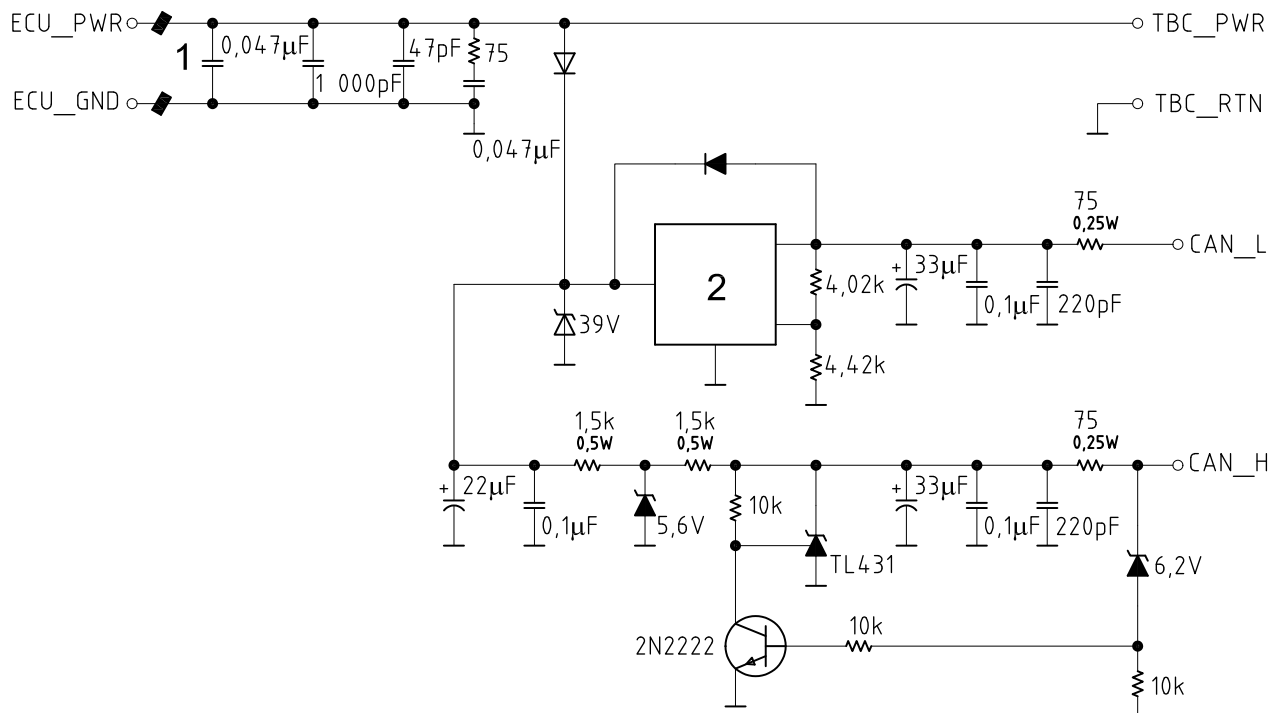 ECU_PWR
TBC_PWR
1
0,047µF
47pF
75
1 000pF
ECU_GND
TBC_RTN
0,047µF
75
0,25W
CAN_L
2
4,02k
33µF
0,1µF
220pF
39V
4,42k
1,5k
0,5W
1,5k
0,5W
75
0,25W
CAN_H
22µF
0,1µF
5,6V
10k
TL431
33µF
0,1µF
220pF
6,2V
2N2222
10k
10k